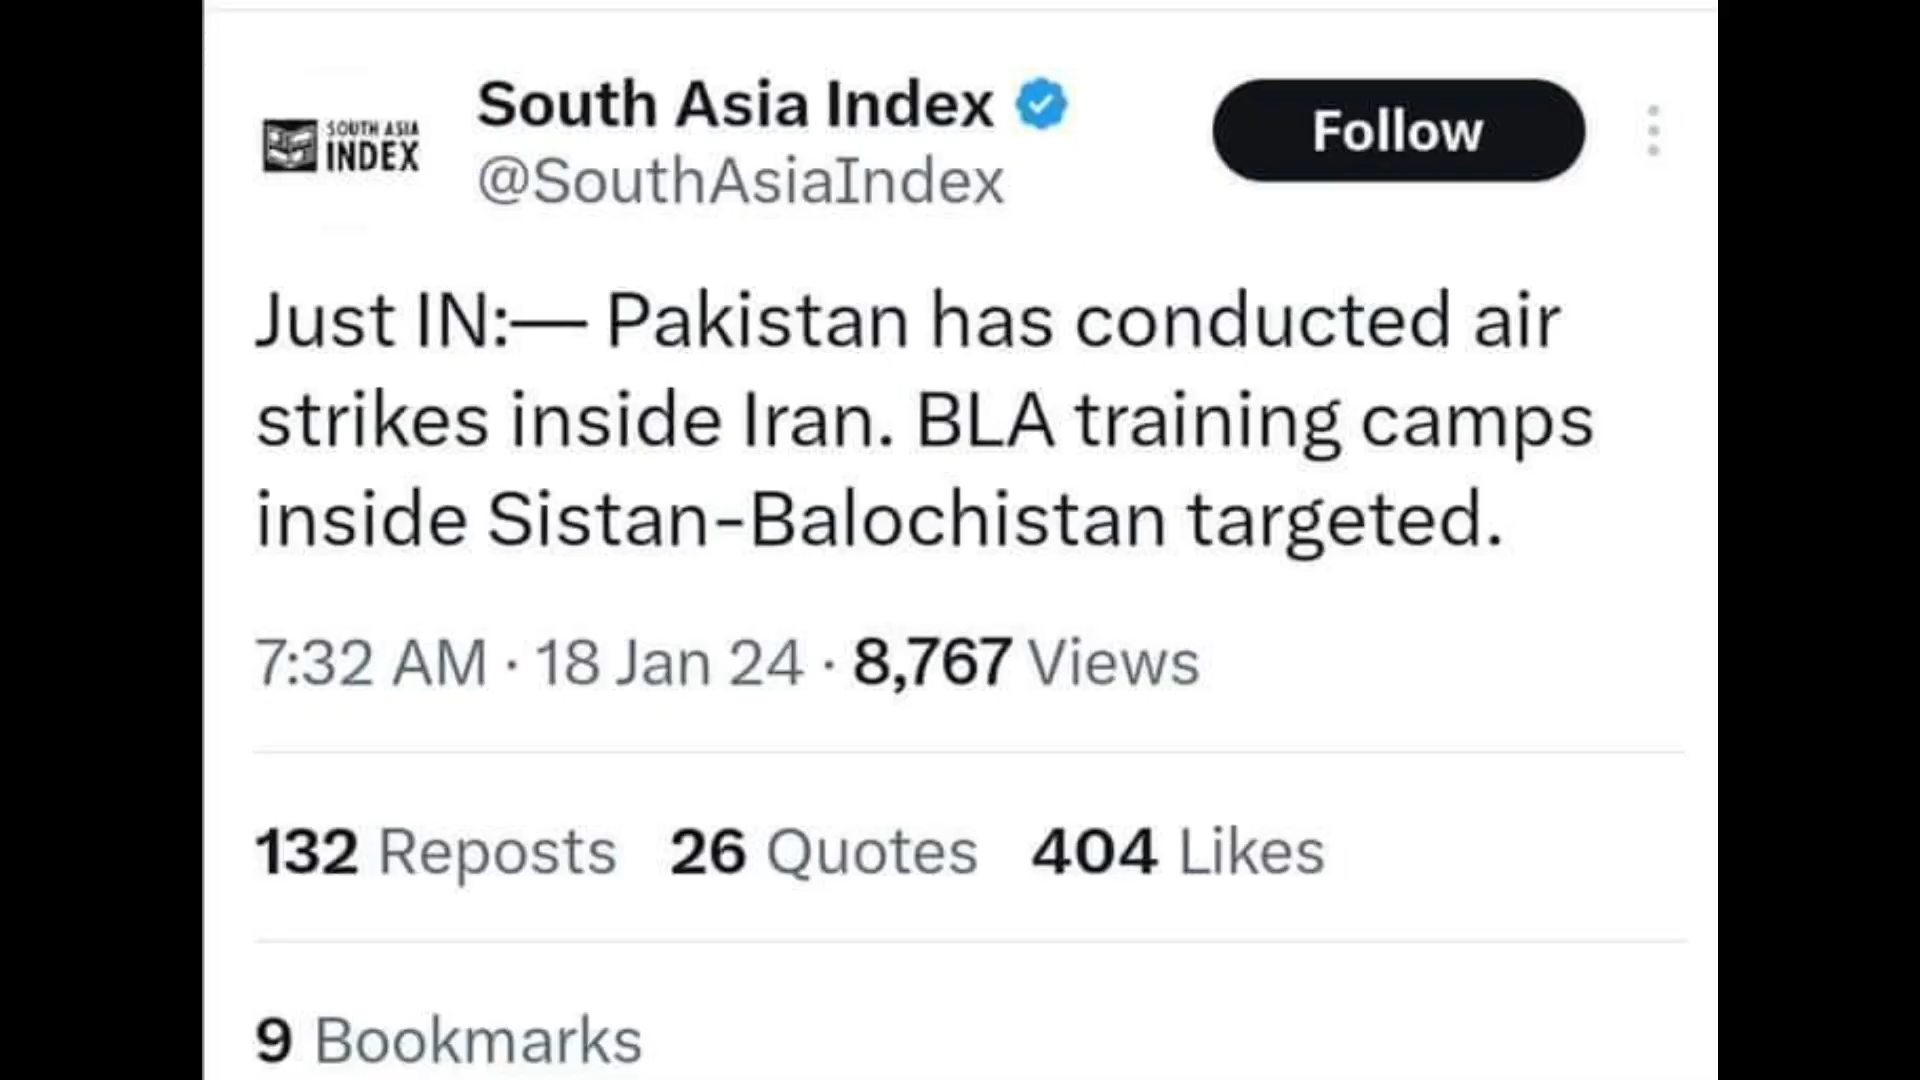 SOUTH ASIA
INDEX
South Asia Index
@SouthAsiaIndex
Follow
Just IN:— Pakistan has conducted air
strikes inside Iran. BLA training camps
inside Sistan-Balochistan targeted.
7:32 AM · 18 Jan 24 · 8,767 Views
132 Reposts 26 Quotes 404 Likes
9 Bookmarks